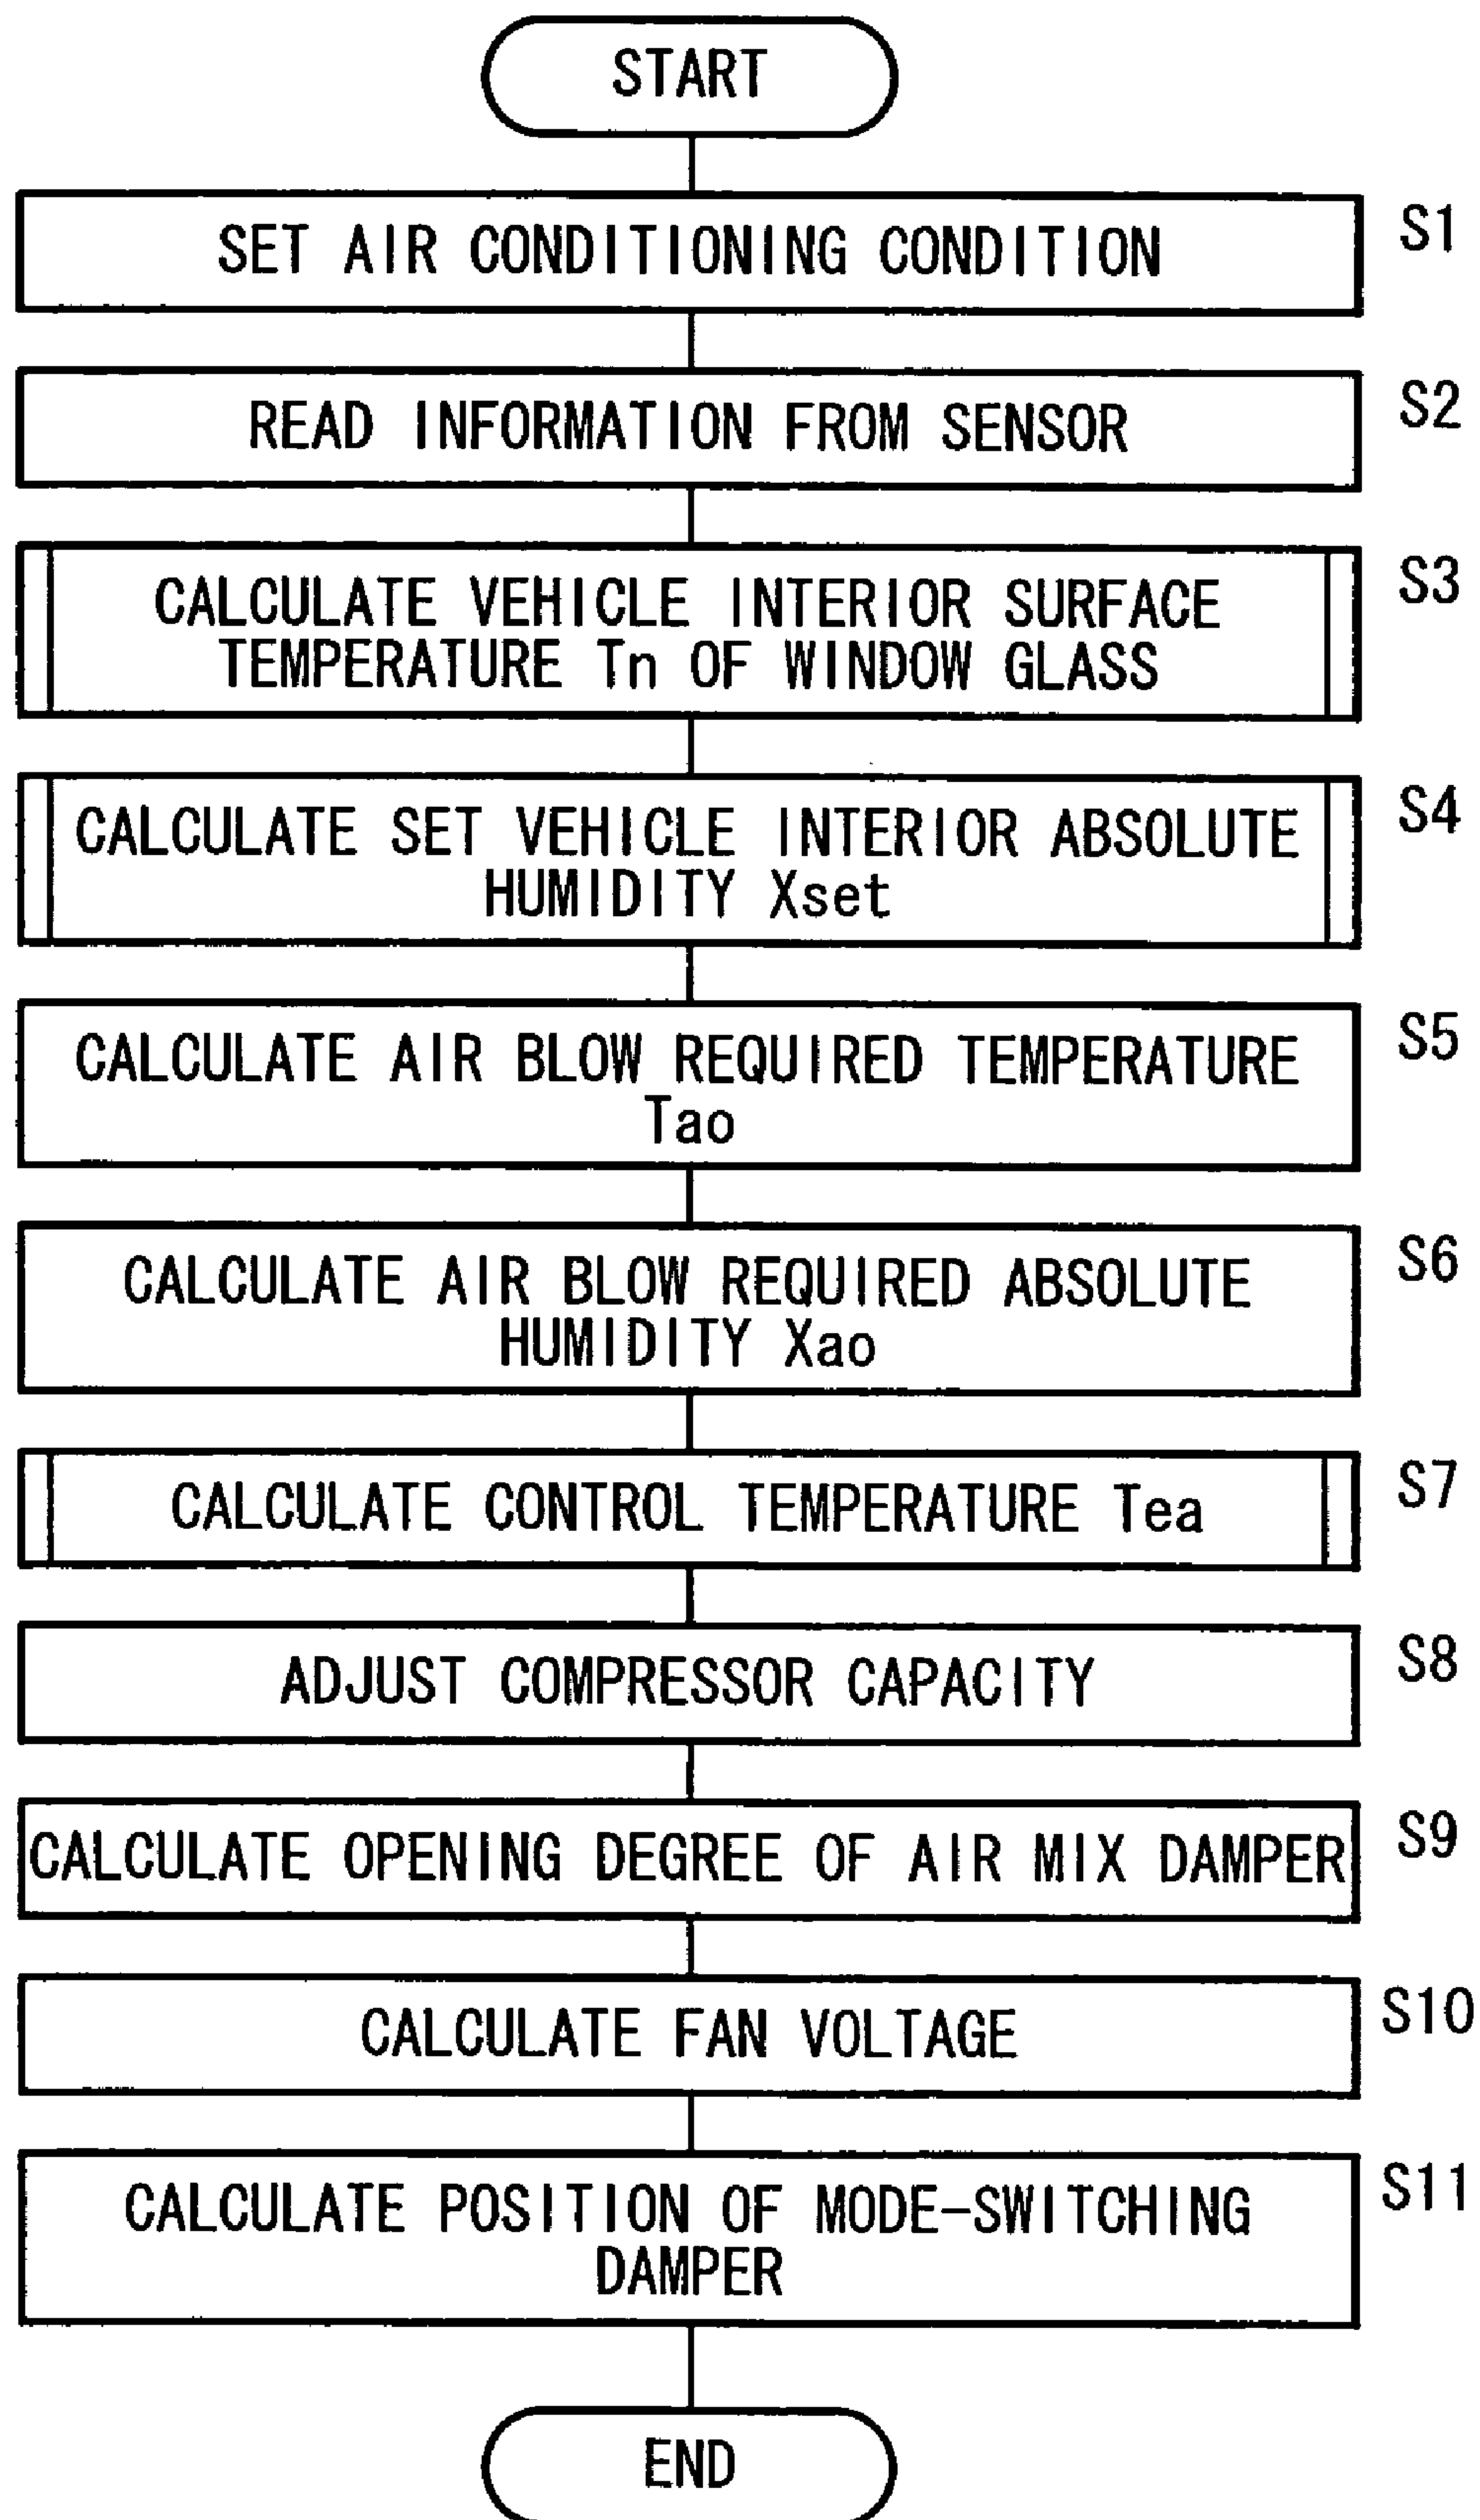 START
SET AIR CONDITIONING CONDITION
S1
READ INFORMATION FROM SENSOR
S2
CALCULATE VEHICLE INTERIOR SURFACE
TEMPERATURE Tn OF WINDOW GLASS
S3
CALCULATE SET VEHICLE INTERIOR ABSOLUTE
HUMIDITY Xset
S4
CALCULATE AIR BLOW REQUIRED TEMPERATURE
Tao
S5
CALCULATE AIR BLOW REQUIRED ABSOLUTE
HUMIDITY Xao
S6
CALCULATE CONTROL TEMPERATURE Tea
S7
ADJUST COMPRESSOR CAPACITY
S8
CALCULATE OPENING DEGREE OF AIR MIX DAMPER
S9
CALCULATE FAN VOLTAGE
S10
CALCULATE POSITION OF MODE-SWITCHING
DAMPER
S11
END